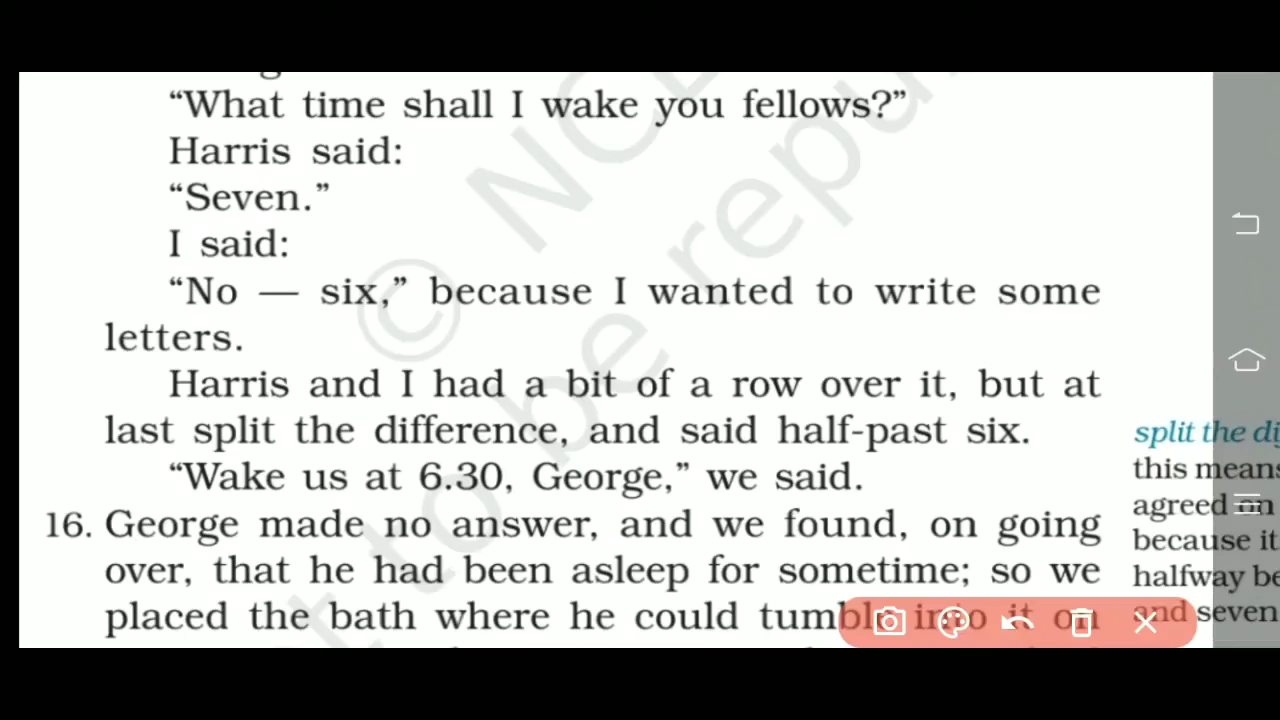 “What time shall I wake you fellows?”
Harris said:
“Seven.”
I said:
“No — six,” because I wanted to write some
letters.
Harris and I had a bit of a row over it, but at
last split the difference, and said half-past six.
“Wake us at 6.30, George,” we said.
16. George made no answer, and we found, on going
over, that he had been asleep for sometime; so we
placed the bath where he could tumble into it on
split the
this means
agreed on
because it
halfway
and seven
©
to be